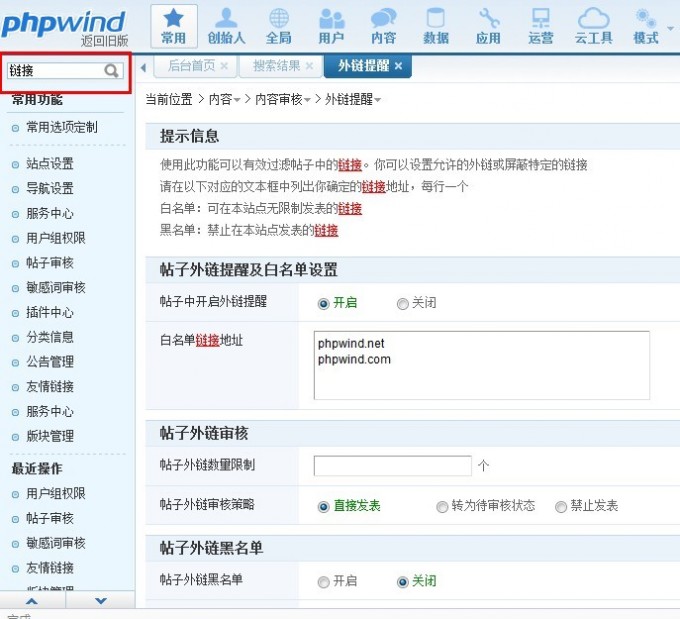 phpwind
返回旧版
常用 创始人 全局 用户 内容 数据 应用 运营 云工具 模式
链接
后台首页 × 搜索结果 × 外链提醒 ×
常用功能
常用选项定制
站点设置
导航设置
服务中心
用户组权限
帖子审核
敏感词审核
插件中心
分类信息
公告管理
友情链接
服务中心
版块管理
最近操作
用户组权限
帖子审核
敏感词审核
友情链接
版块管理
当前位置 > 内容 > 内容审核 > 外链提醒
提示信息
使用此功能可以有效过滤帖子中的链接。你可以设置允许的外链或屏蔽特定的链接
请在以下对应的文本框中列出你确定的链接地址，每行一个
白名单：可在本站点无限制发表的链接
黑名单：禁止在本站点发表的链接
帖子外链提醒及白名单设置
帖子中开启外链提醒 开启 关闭
白名单链接地址
phpwind.net
phpwind.com
帖子外链审核
帖子外链数量限制 个
帖子外链审核策略 直接发表 转为待审核状态 禁止发表
帖子外链黑名单
帖子外链黑名单 开启 关闭